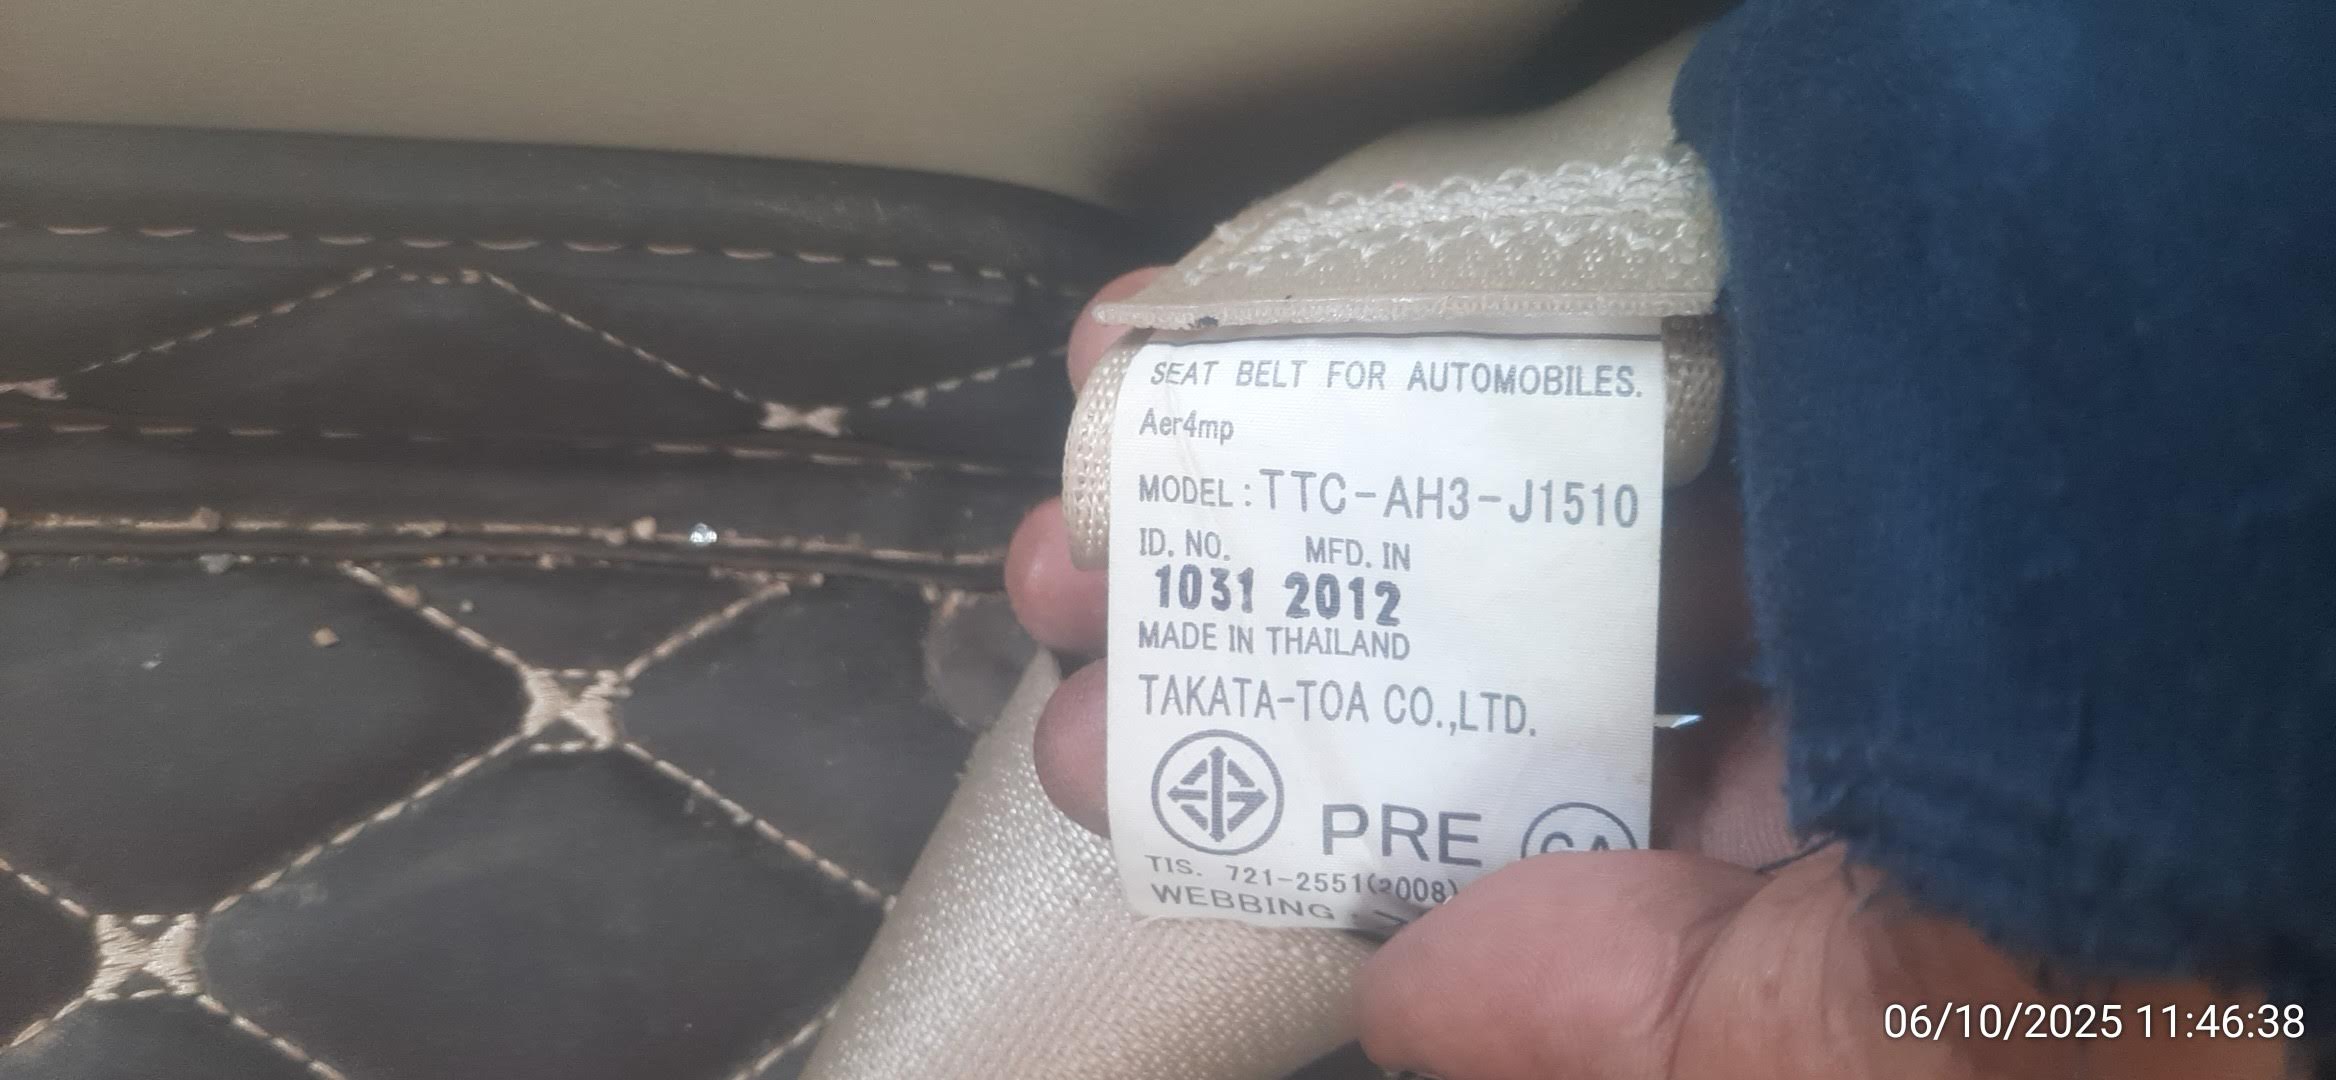 SEAT BELT FOR AUTOMOBILES.
Aer4mp
MODEL : TTC-AH3-J1510
ID. NO. MFD. IN
1031 2012
MADE IN THAILAND
TAKATA-TOA CO.,LTD.
PRE
TIS. 721-2551(2008)
WEBBING :
06/10/2025 11:46:38